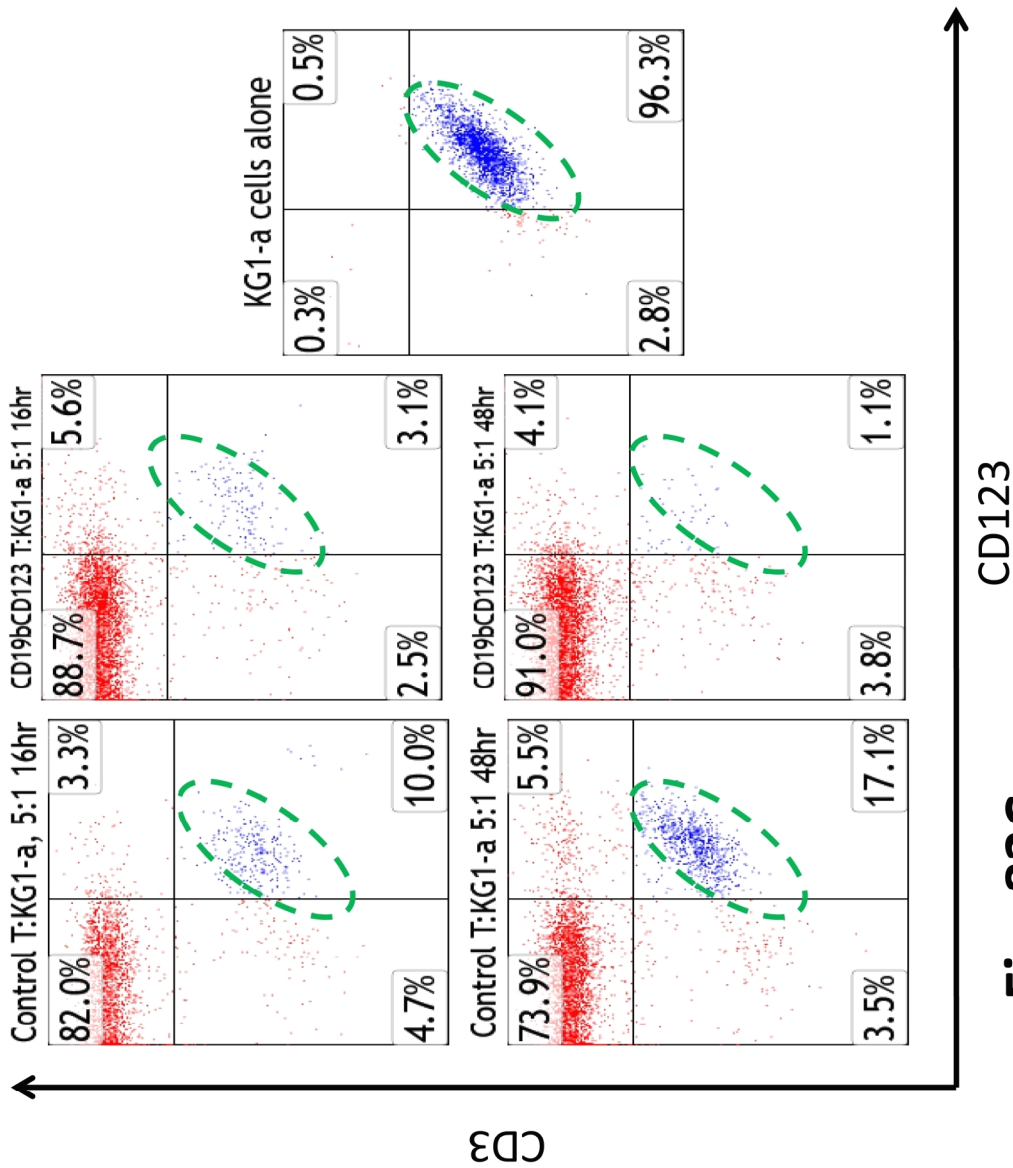 Control T:KG1-a, 5:1 16hr
82.0%
3.3%
4.7%
10.0%
CD19bCD123 T:KG1-a 5:1 16hr
88.7%
5.6%
2.5%
3.1%
KG1-a cells alone
0.3%
0.5%
2.8%
96.3%
Control T:KG1-a 5:1 48hr
73.9%
5.5%
3.5%
17.1%
CD19bCD123 T:KG1-a 5:1 48hr
91.0%
4.1%
3.8%
1.1%
CD3
CD123